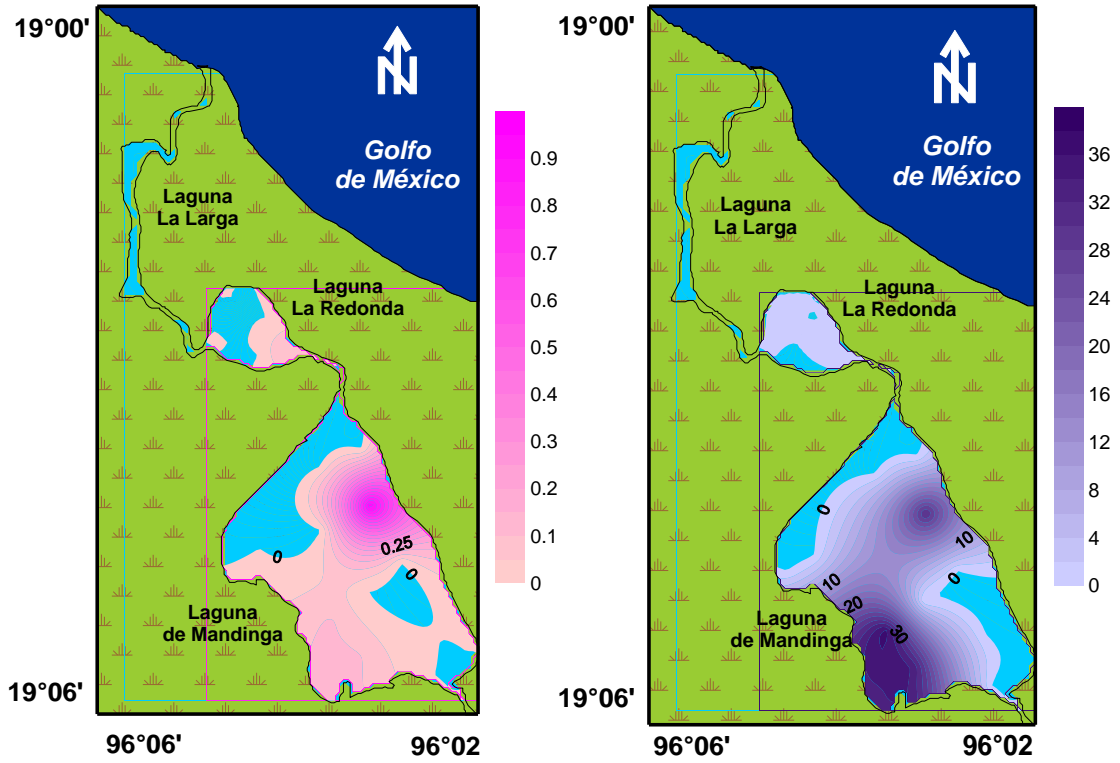 19°00'
N
Golfo
de México
Laguna
La Larga
Laguna
La Redonda
0
0.25
0
Laguna
de Mandinga
19°06'
96°06'
96°02'
0.9
0.8
0.7
0.6
0.5
0.4
0.3
0.2
0.1
0
19°00'
N
Golfo
de México
Laguna
La Larga
Laguna
La Redonda
0
10
0
10
20
30
Laguna
de Mandinga
19°06'
96°06'
96°02'
36
32
28
24
20
16
12
8
4
0